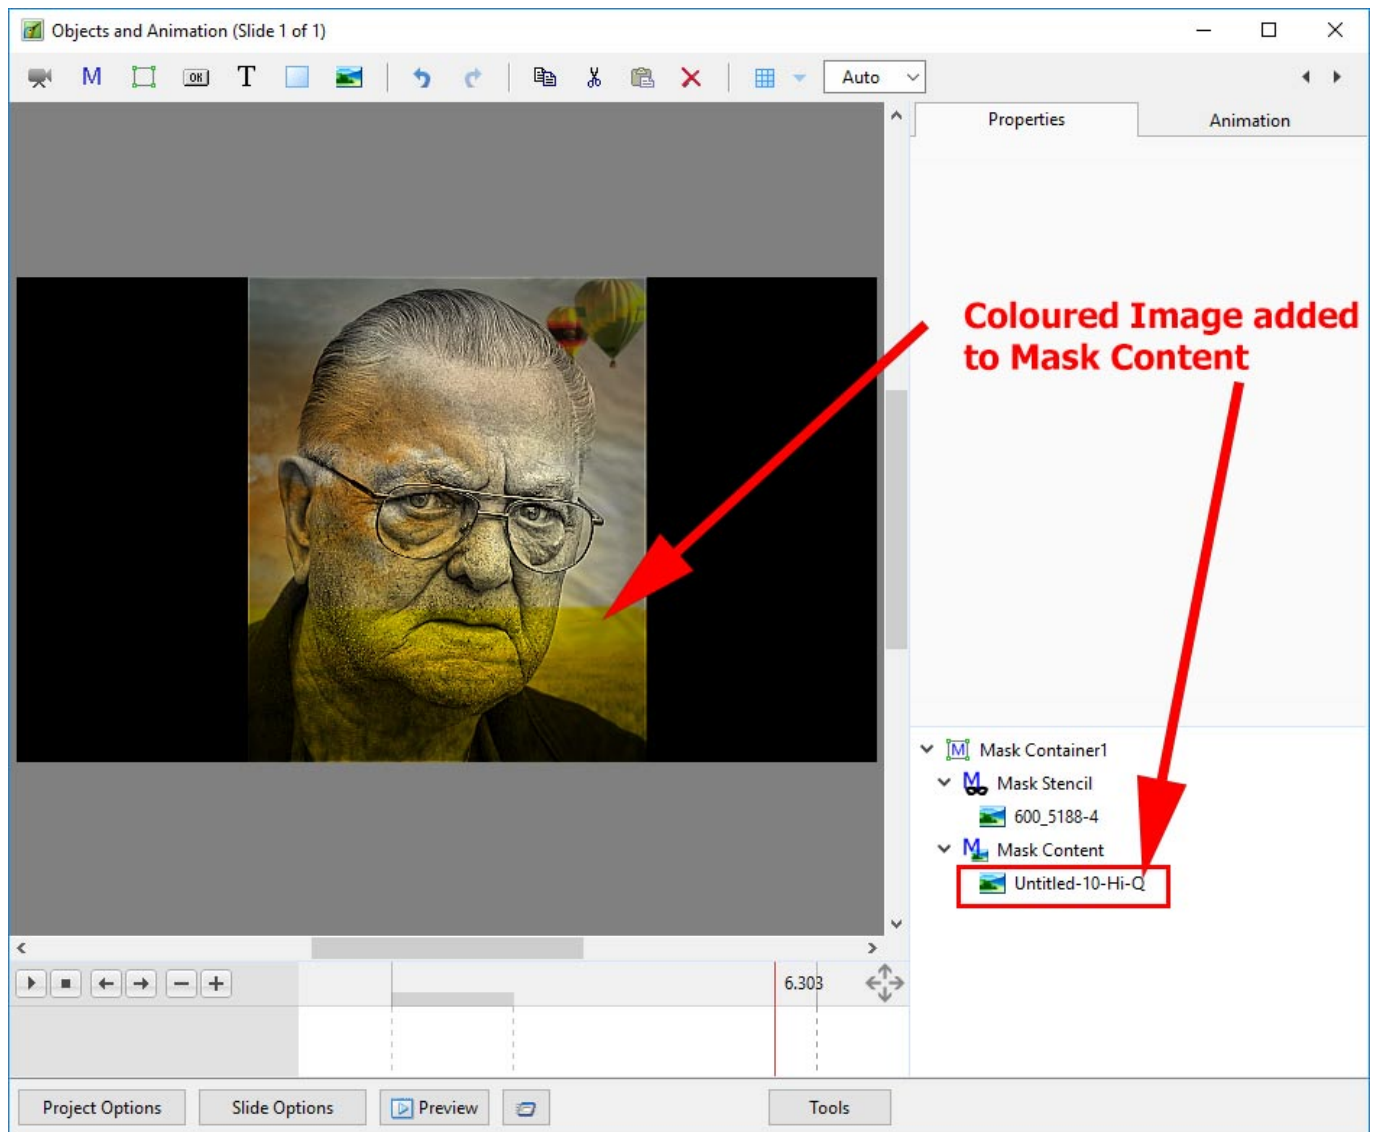 Objects and Animation (Slide 1 of 1)
M OK T Auto
Properties Animation
Coloured Image added
to Mask Content
M Mask Container1
M Mask Stencil
600_5188-4
M Mask Content
Untitled-10-Hi-Q
6.303
Project Options Slide Options Preview Tools